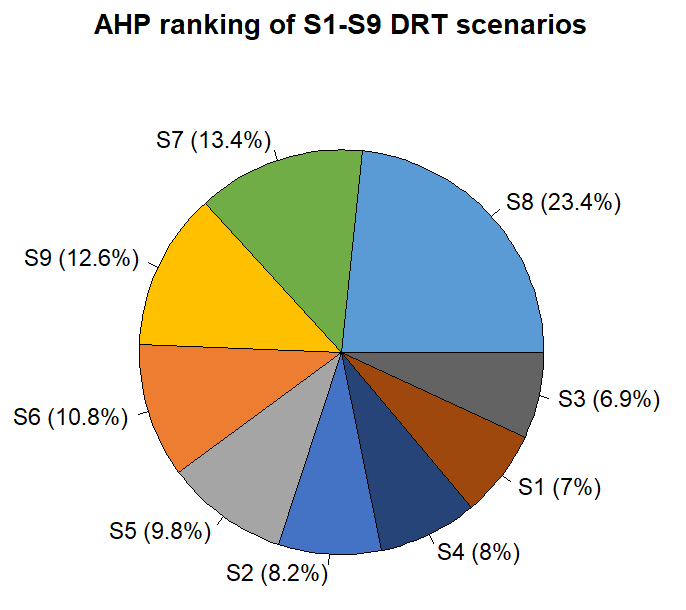 AHP ranking of S1-S9 DRT scenarios
S7 (13.4%)
S8 (23.4%)
S9 (12.6%)
S3 (6.9%)
S6 (10.8%)
S1 (7%)
S5 (9.8%)
S4 (8%)
S2 (8.2%)